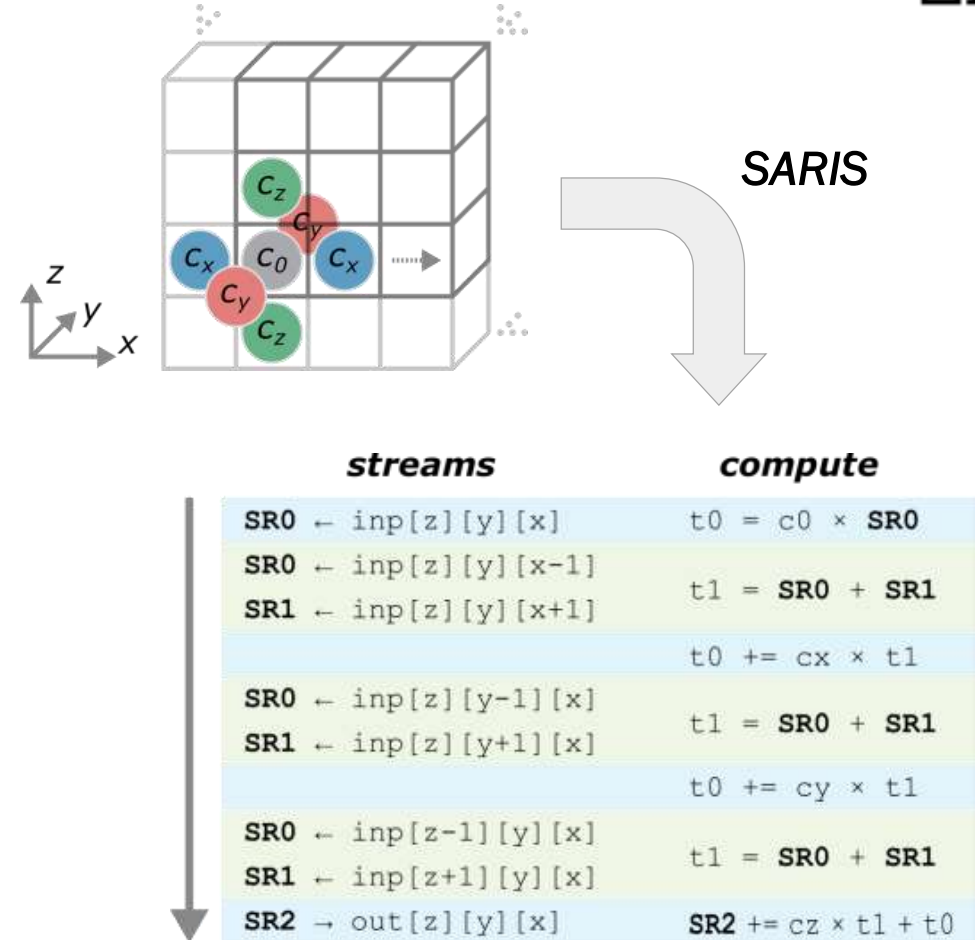 SARIS
c_z
c_y
c_x c_0 c_x
c_y
c_z
z
y
x
streams compute
SR0 ← inp[z][y][x] t0 = c0 × SR0
SR0 ← inp[z][y][x-1]
t1 = SR0 + SR1
SR1 ← inp[z][y][x+1]
t0 += cx × t1
SR0 ← inp[z][y-1][x]
t1 = SR0 + SR1
SR1 ← inp[z][y+1][x]
t0 += cy × t1
SR0 ← inp[z-1][y][x]
t1 = SR0 + SR1
SR1 ← inp[z+1][y][x]
SR2 → out[z][y][x] SR2 += cz × t1 + t0